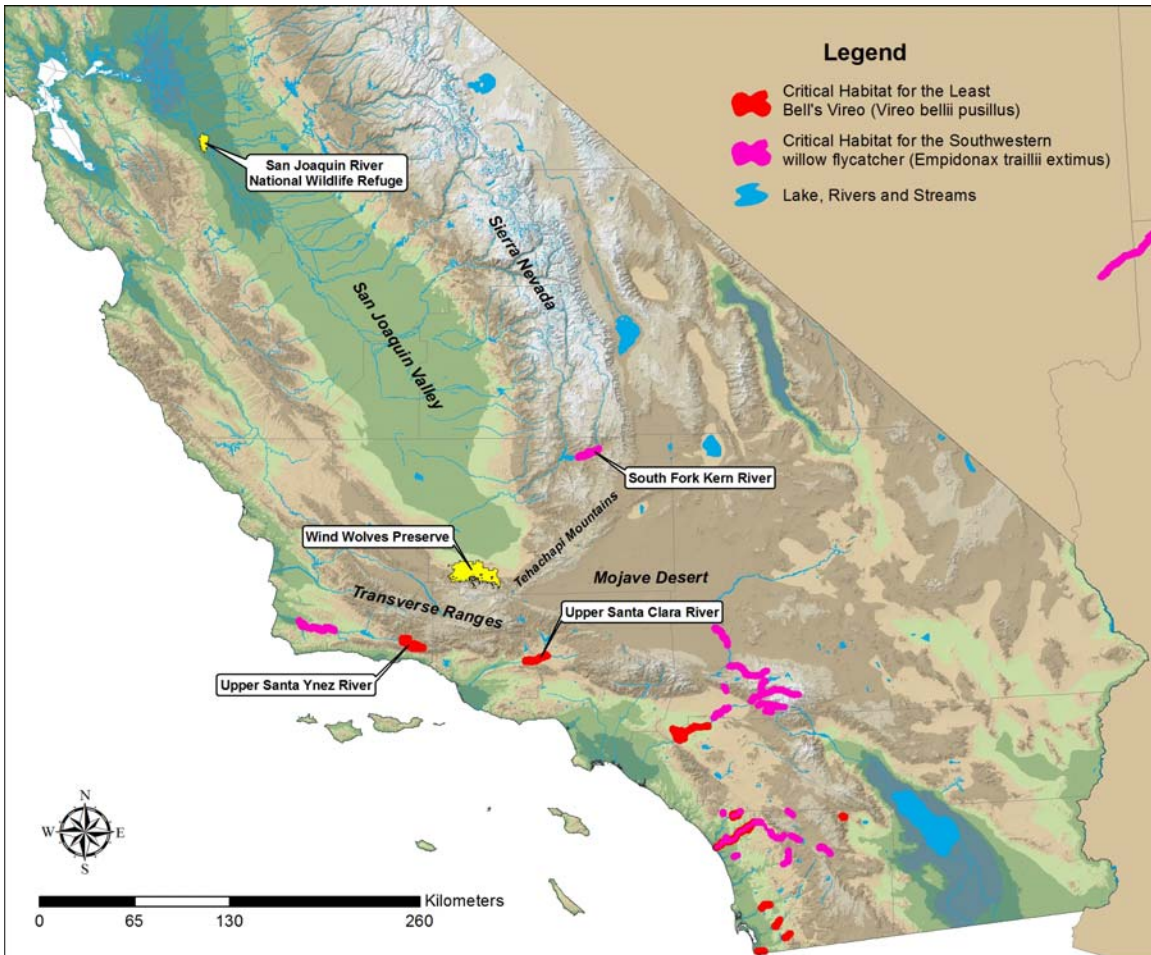 Legend
Critical Habitat for the Least
Bell's Vireo (Vireo bellii pusillus)
Critical Habitat for the Southwestern
willow flycatcher (Empidonax traillii extimus)
Lake, Rivers and Streams
San Joaquin River
National Wildlife Refuge
Sierra Nevada
San Joaquin Valley
South Fork Kern River
Wind Wolves Preserve
Tehachapi Mountains
Mojave Desert
Transverse Ranges
Upper Santa Clara River
Upper Santa Ynez River
N
W E
S
Kilometers
0 65 130 260